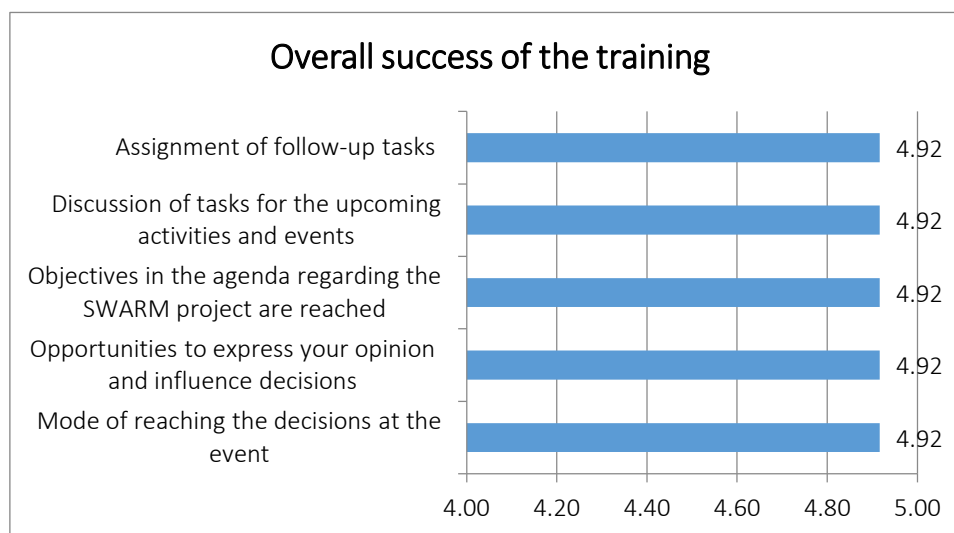 Overall success of the training
Assignment of follow-up tasks
4.92
Discussion of tasks for the upcoming
activities and events
4.92
Objectives in the agenda regarding the
SWARM project are reached
4.92
Opportunities to express your opinion
and influence decisions
4.92
Mode of reaching the decisions at the
event
4.92
4.00 4.20 4.40 4.60 4.80 5.00